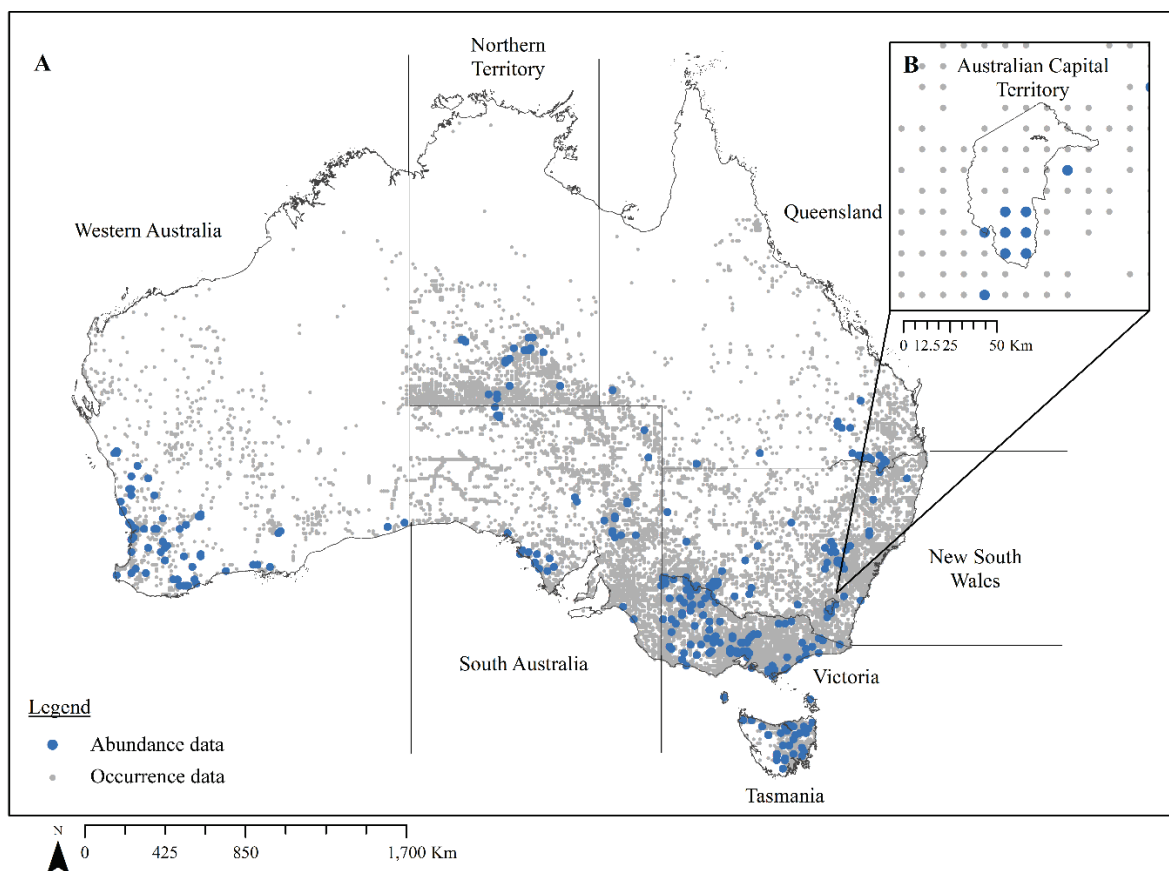 A
Northern
Territory
B
Australian Capital
Territory
Western Australia
Queensland
0 12.5 25 50 Km
New South
Wales
South Australia
Victoria
Legend
Abundance data
Occurrence data
Tasmania
N
0 425 850 1,700 Km